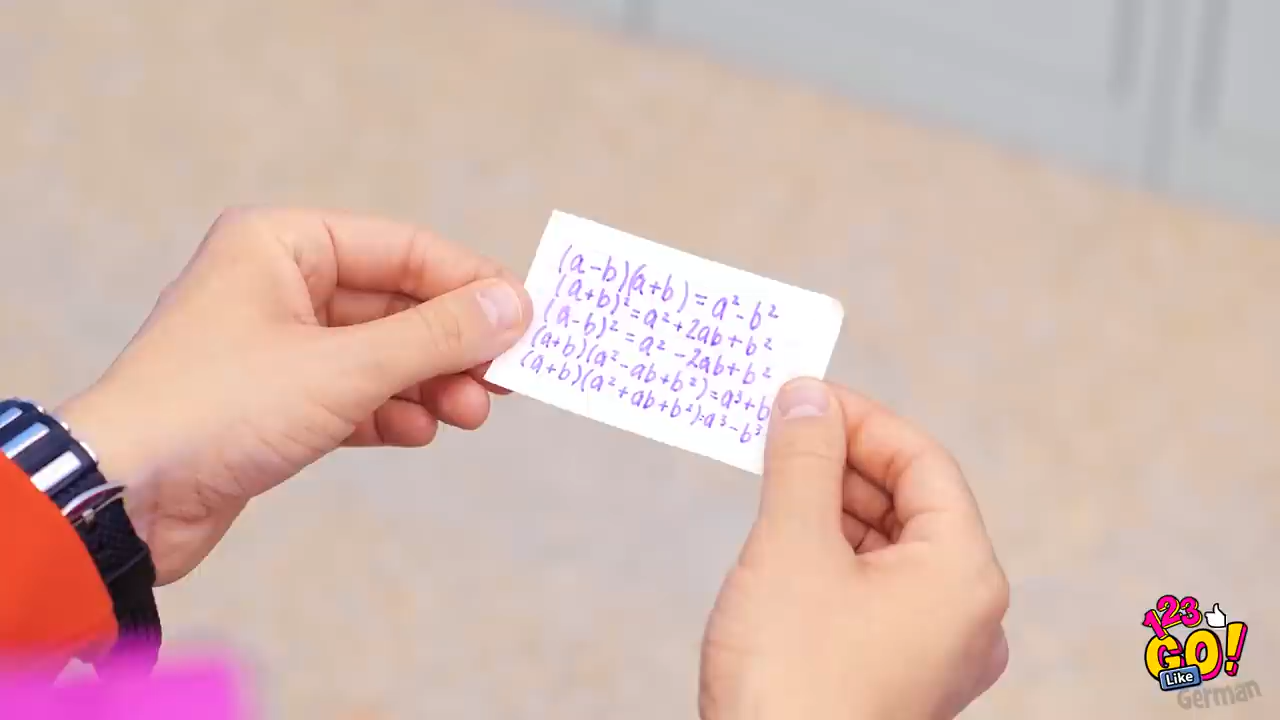 (a-b)(a+b) = a²-b²
(a+b)² = a²+2ab+b²
(a-b)² = a²-2ab+b²
(a+b)(a²-ab+b²)=a³+b
(a+b)(a²+ab+b²)=a³-b³
123
GO!
Like
German